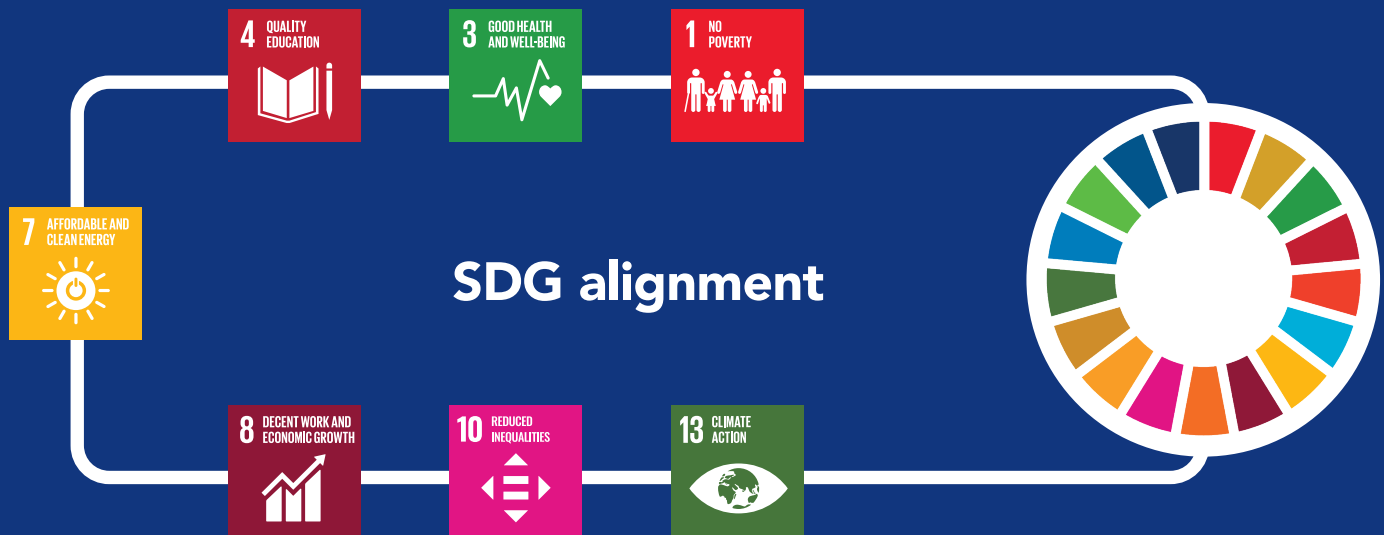 4 QUALITY
EDUCATION
3 GOOD HEALTH
AND WELL-BEING
1 NO
POVERTY
7 AFFORDABLE AND
CLEAN ENERGY
SDG alignment
8 DECENT WORK AND
ECONOMIC GROWTH
10 REDUCED
INEQUALITIES
13 CLIMATE
ACTION